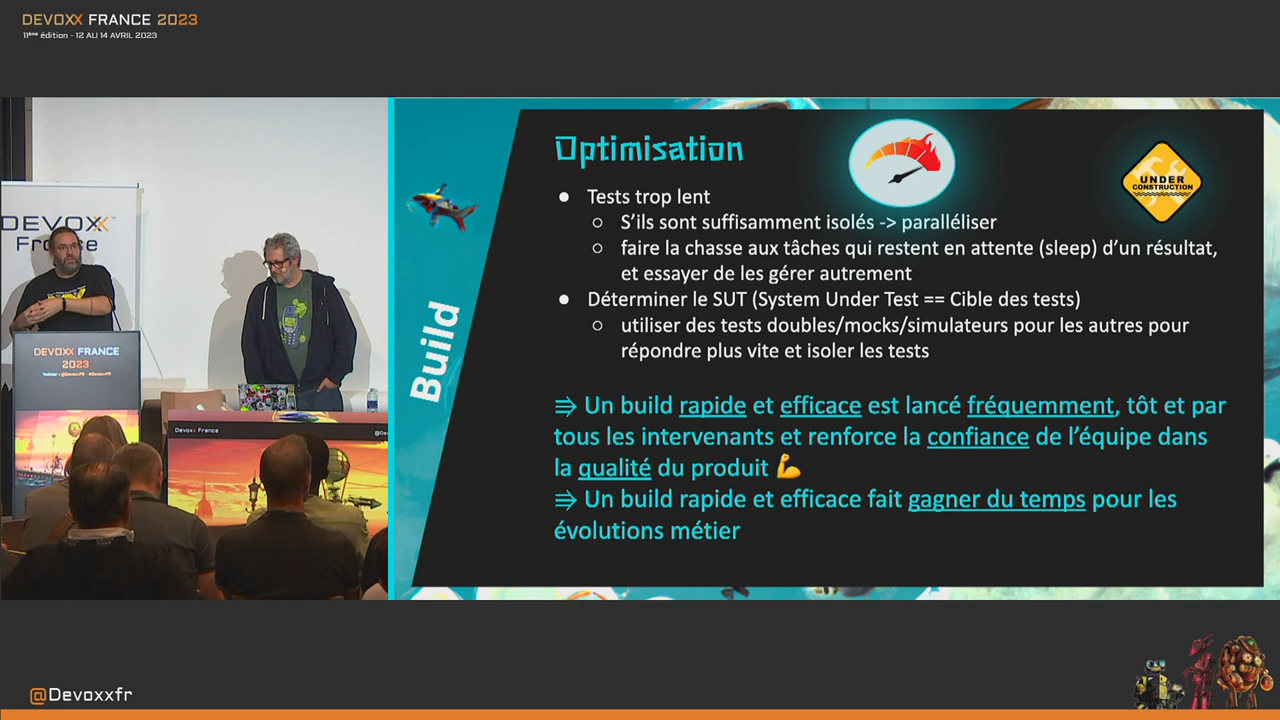 DEVOXX FRANCE 2023
11ème édition - 12 AU 14 AVRIL 2023
DEVOXX™
France
DEVOXX FRANCE
2023
Twitter : @DevoxxFR - #DevoxxFR
Devoxx France
Build
Optimisation
UNDER
CONSTRUCTION
● Tests trop lent
○ S'ils sont suffisamment isolés -> paralléliser
○ faire la chasse aux tâches qui restent en attente (sleep) d'un résultat,
et essayer de les gérer autrement
● Déterminer le SUT (System Under Test == Cible des tests)
○ utiliser des tests doubles/mocks/simulateurs pour les autres pour
répondre plus vite et isoler les tests
⇛ Un build rapide et efficace est lancé fréquemment, tôt et par
tous les intervenants et renforce la confiance de l'équipe dans
la qualité du produit 💪
⇛ Un build rapide et efficace fait gagner du temps pour les
évolutions métier
@Devoxxfr